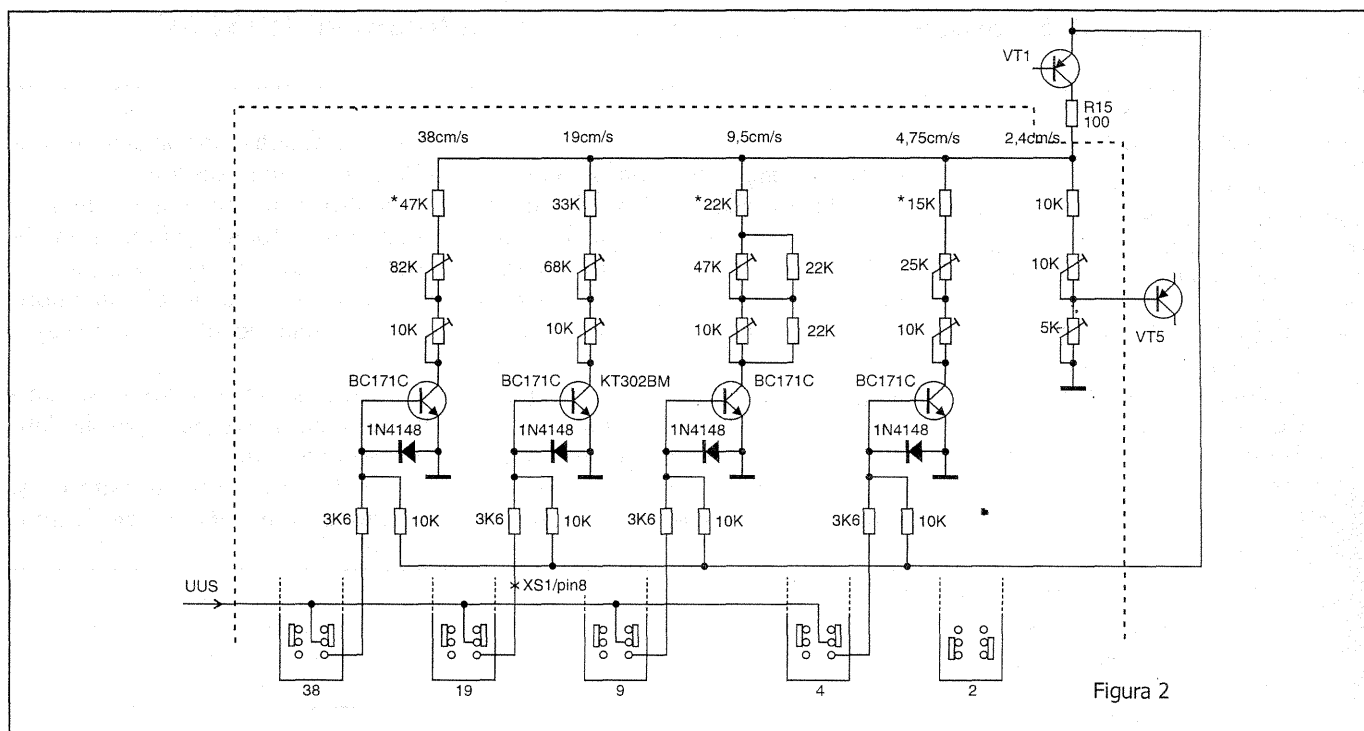 VT1
R15
100
38cm/s 19cm/s 9,5cm/s 4,75cm/s 2,4cm/s
*47K 33K *22K *15K 10K
82K 68K 47K 22K 25K 10K
10K 10K 10K 22K 10K 5K
VT5
BC171C BC171C KT302BM BC171C BC171C
1N4148 1N4148 1N4148 1N4148
3K6 10K 3K6 10K 3K6 10K 3K6 10K
UUS XS1/pin8
38 19 9 4 2
Figura 2